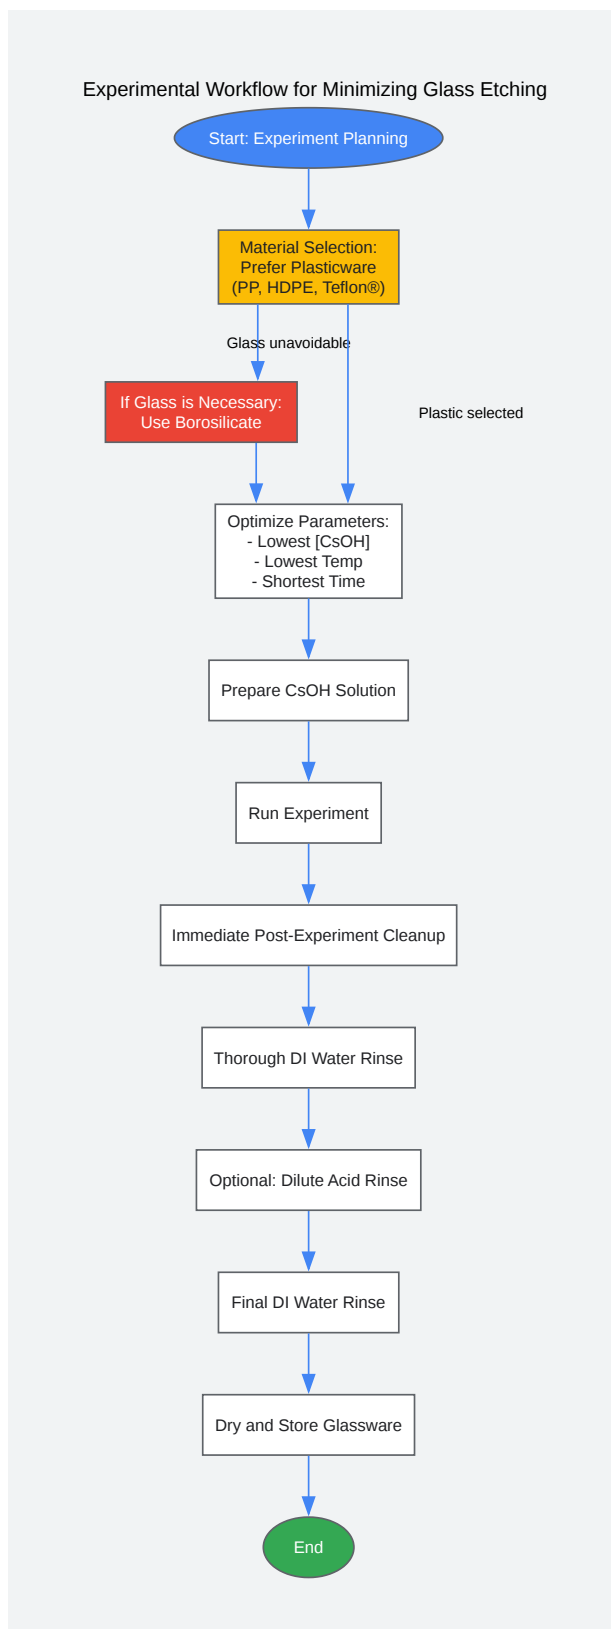 Experimental Workflow for Minimizing Glass Etching
Start: Experiment Planning
Material Selection:
Prefer Plasticware
(PP, HDPE, Teflon®)
Glass unavoidable
If Glass is Necessary:
Use Borosilicate
Plastic selected
Optimize Parameters:
- Lowest [CsOH]
- Lowest Temp
- Shortest Time
Prepare CsOH Solution
Run Experiment
Immediate Post-Experiment Cleanup
Thorough DI Water Rinse
Optional: Dilute Acid Rinse
Final DI Water Rinse
Dry and Store Glassware
End